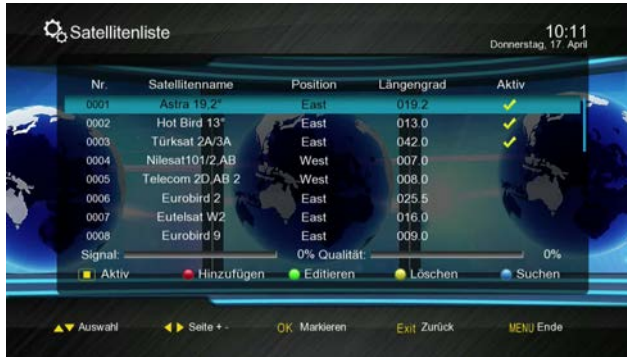 Satellitenliste
10:11
Donnerstag, 17. April
Nr. Satellitenname Position Längengrad Aktiv
0001 Astra 19,2° East 019.2
0002 Hot Bird 13° East 013.0
0003 Türksat 2A/3A East 042.0
0004 Nilesat101/2,AB West 007.0
0005 Telecom 2D,AB 2 West 008.0
0006 Eurobird 2 East 025.5
0007 Eutelsat W2 East 016.0
0008 Eurobird 9 East 009.0
Signal: 0% Qualität: 0%
Aktiv Hinzufügen Editieren Löschen Suchen
Auswahl Seite + - OK Markieren Exit Zurück MENU Ende